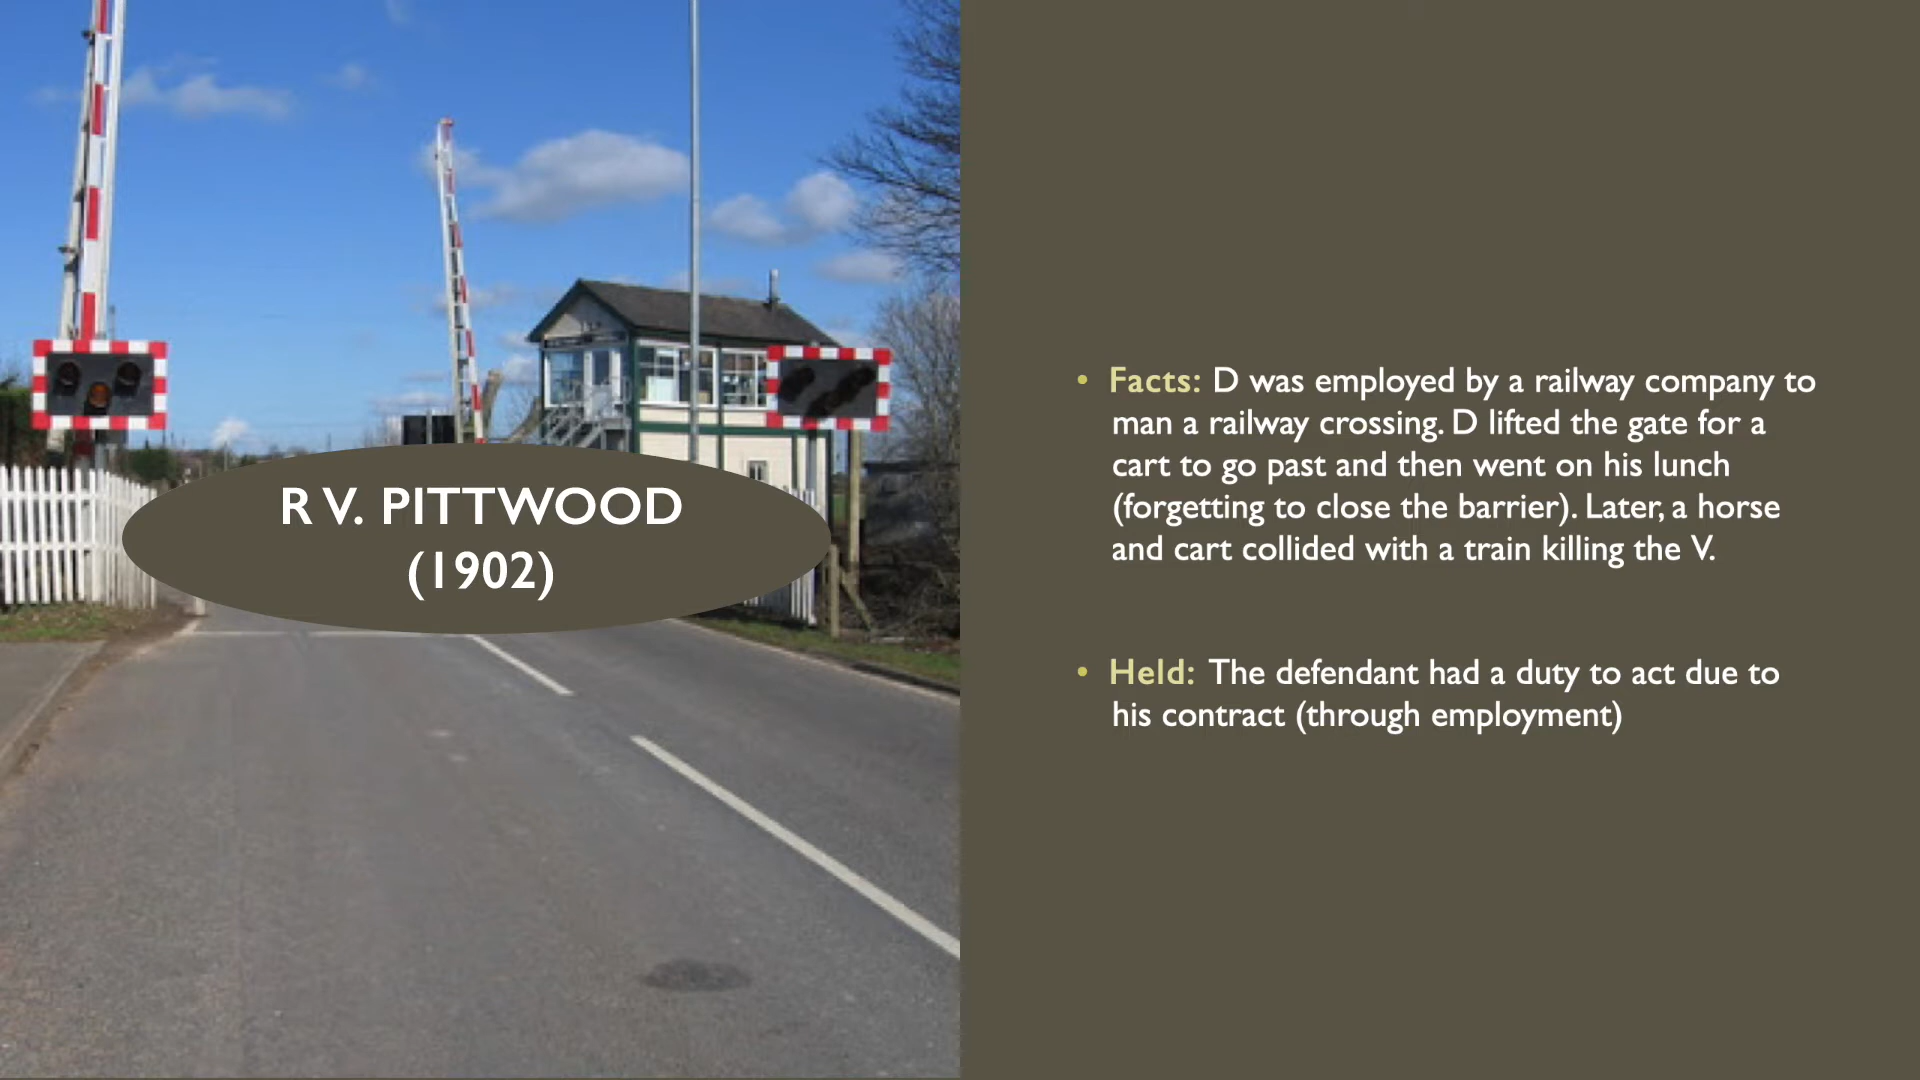 R V. PITTWOOD
(1902)
• Facts: D was employed by a railway company to
man a railway crossing. D lifted the gate for a
cart to go past and then went on his lunch
(forgetting to close the barrier). Later, a horse
and cart collided with a train killing the V.
• Held: The defendant had a duty to act due to
his contract (through employment)